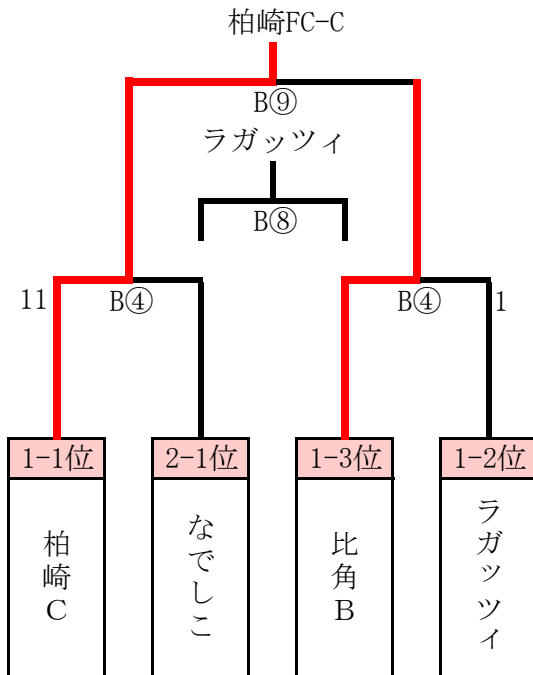 柏崎FC-C
B⑨
ラガッツィ
B⑧
11
B④
B④
1
1-1位
2-1位
1-3位
1-2位
柏崎C
なでしこ
比角B
ラガッツィ